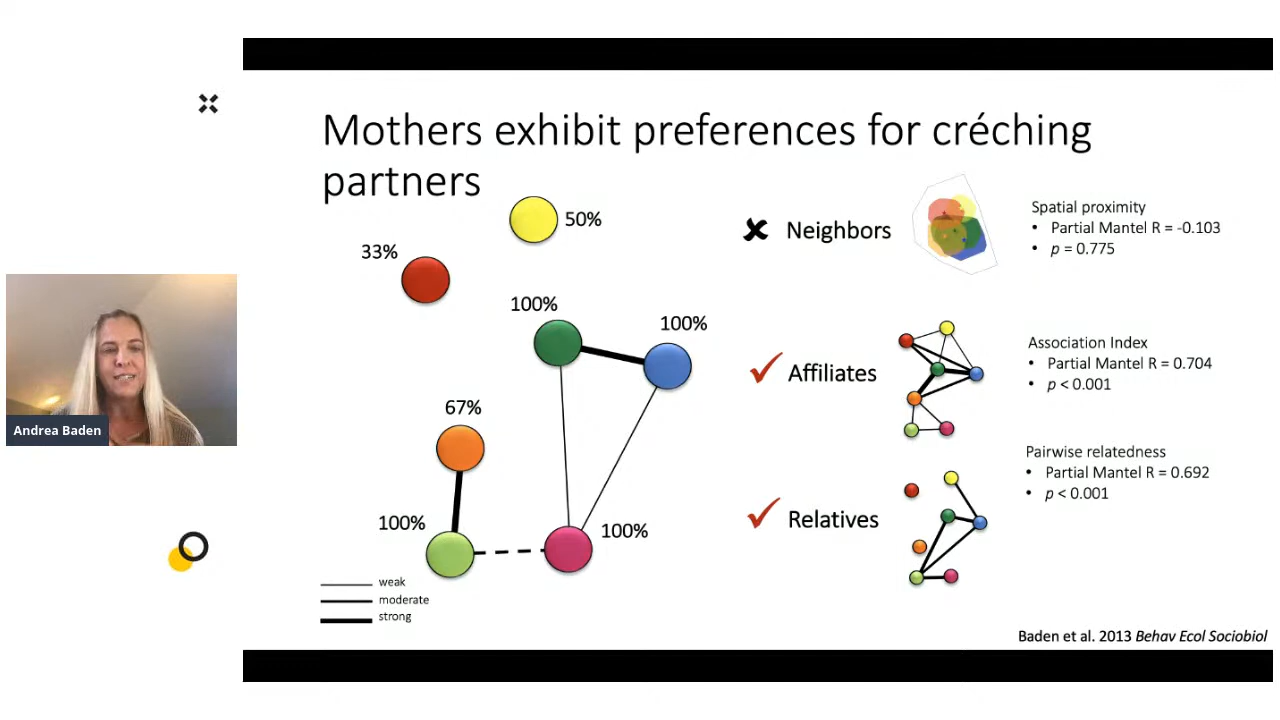 Mothers exhibit preferences for créching
partners
50%
33%
100%
100%
67%
100%
100%
weak
moderate
strong
Neighbors
Spatial proximity
• Partial Mantel R = -0.103
• p = 0.775
Affiliates
Association Index
• Partial Mantel R = 0.704
• p < 0.001
Relatives
Pairwise relatedness
• Partial Mantel R = 0.692
• p < 0.001
Baden et al. 2013 Behav Ecol Sociobiol
Andrea Baden